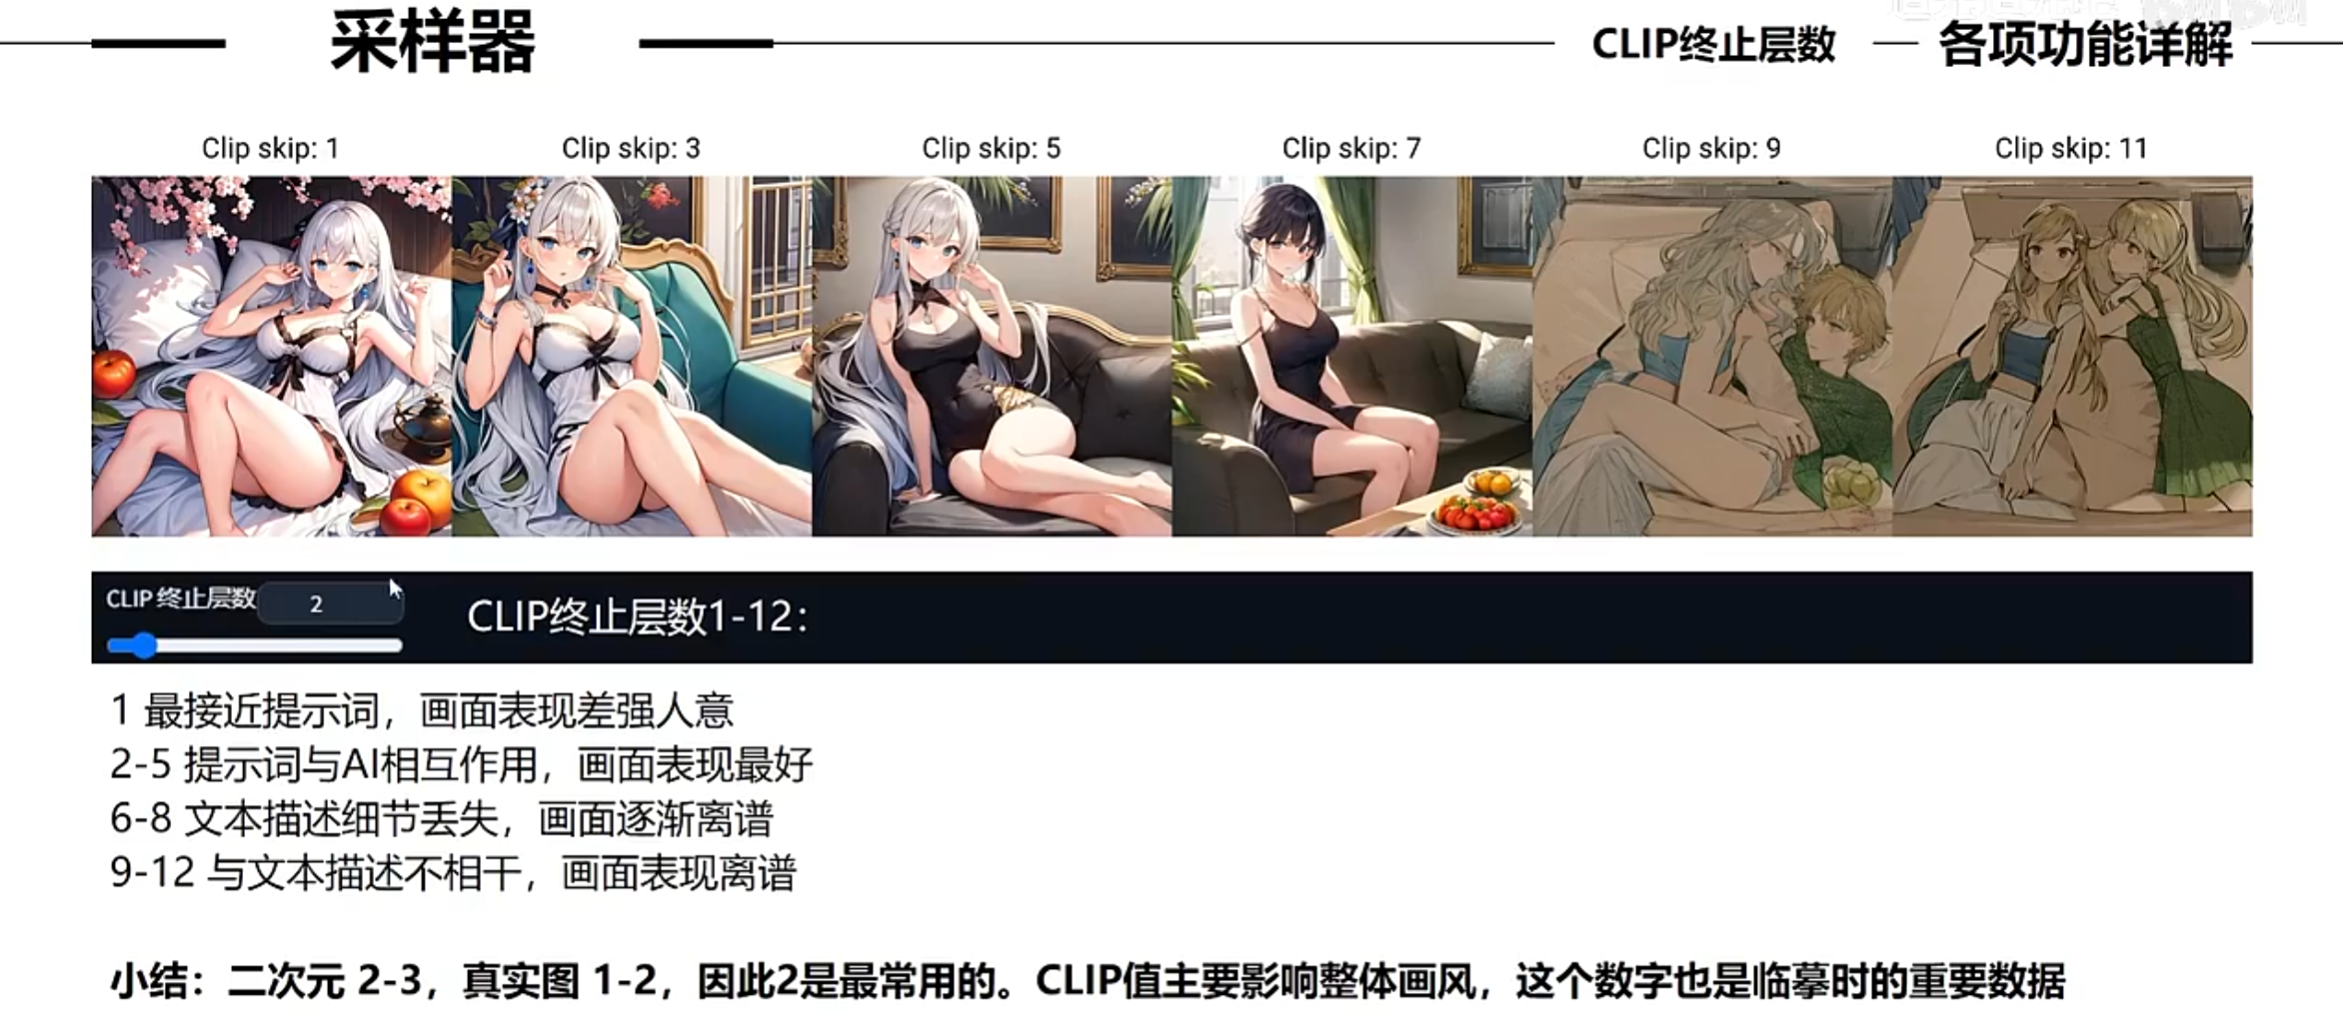 采样器
CLIP终止层数
各项功能详解
Clip skip: 1
Clip skip: 3
Clip skip: 5
Clip skip: 7
Clip skip: 9
Clip skip: 11
CLIP 终止层数
2
CLIP终止层数1-12：
1 最接近提示词，画面表现差强人意
2-5 提示词与AI相互作用，画面表现最好
6-8 文本描述细节丢失，画面逐渐离谱
9-12 与文本描述不相干，画面表现离谱
小结：二次元 2-3，真实图 1-2，因此2是最常用的。CLIP值主要影响整体画风，这个数字也是临摹时的重要数据